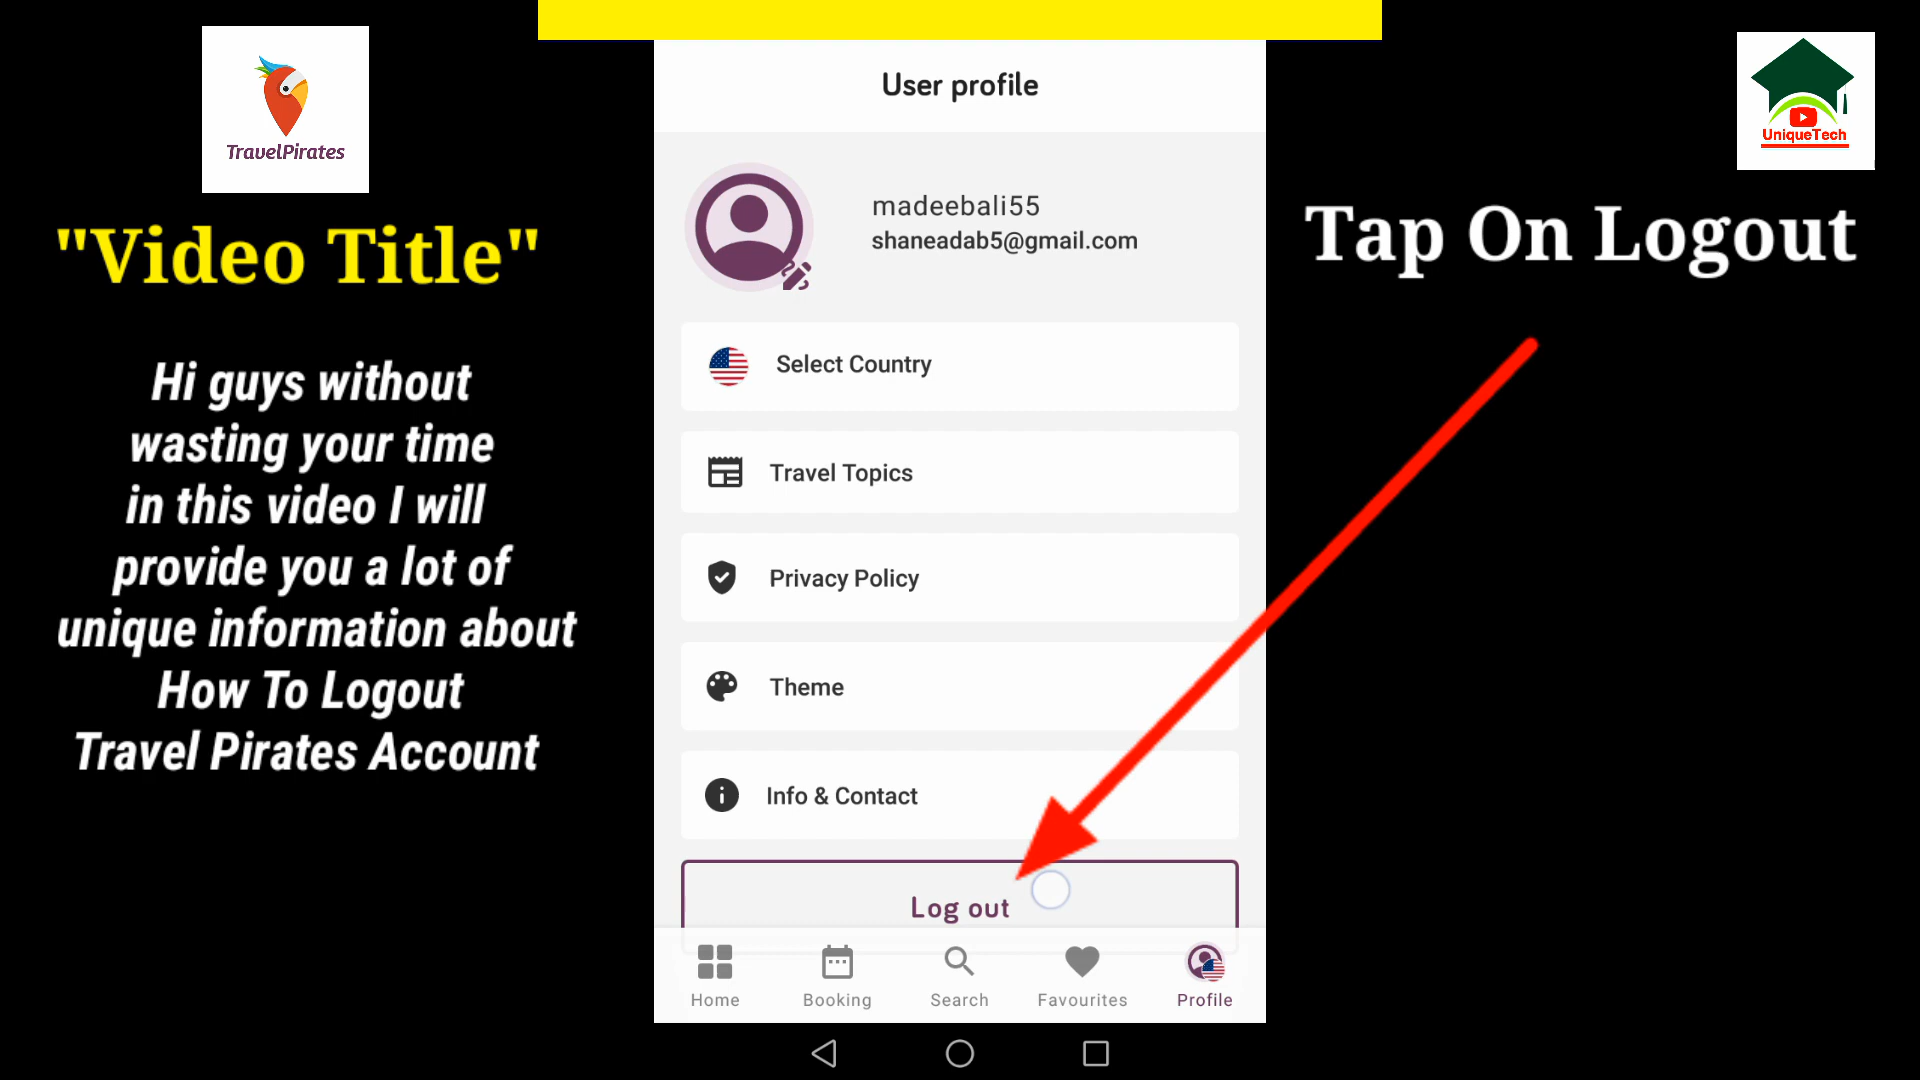 TravelPirates
"Video Title"
Hi guys without
wasting your time
in this video I will
provide you a lot of
unique information about
How To Logout
Travel Pirates Account
User profile
madeebali55
shaneadab5@gmail.com
Select Country
Travel Topics
Privacy Policy
Theme
Info & Contact
Log out
Home
Booking
Search
Favourites
Profile
UniqueTech
Tap On Logout